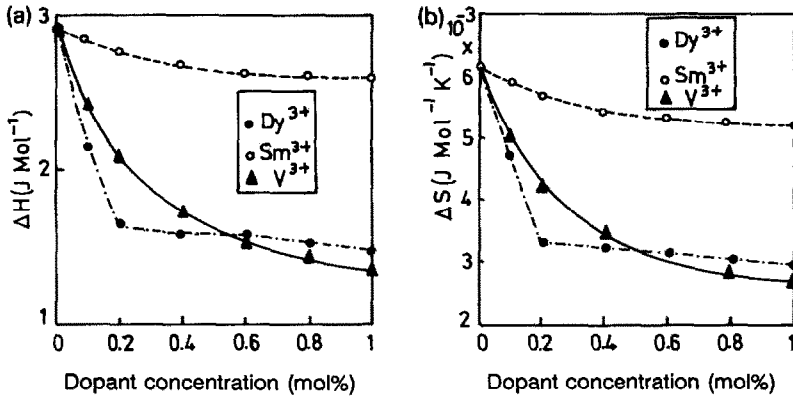 (a)
3
2
1
ΔH (J Mol⁻¹)
Dy³⁺
Sm³⁺
V³⁺
0 0.2 0.4 0.6 0.8 1
Dopant concentration (mol%)
(b)
10⁻³
×
6
5
4
3
2
ΔS (J Mol⁻¹ K⁻¹)
Dy³⁺
Sm³⁺
V³⁺
0 0.2 0.4 0.6 0.8 1
Dopant concentration (mol%)